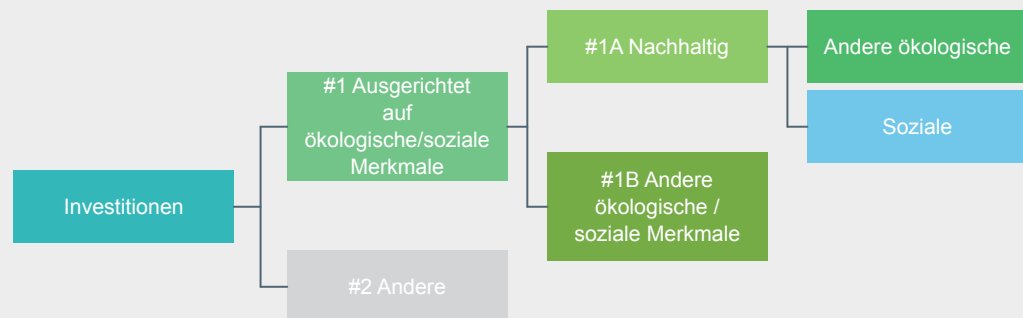 Investitionen
#1 Ausgerichtet
auf
ökologische/soziale
Merkmale
#2 Andere
#1A Nachhaltig
#1B Andere
ökologische /
soziale Merkmale
Andere ökologische
Soziale